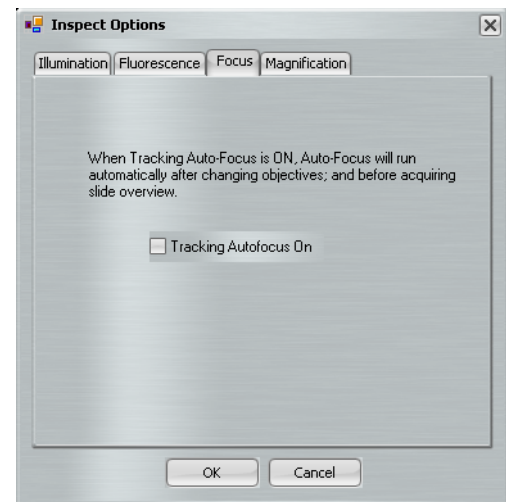 Inspect Options
Illumination Fluorescence Focus Magnification
When Tracking Auto-Focus is ON, Auto-Focus will run
automatically after changing objectives; and before acquiring
slide overview.
Tracking Autofocus On
OK Cancel